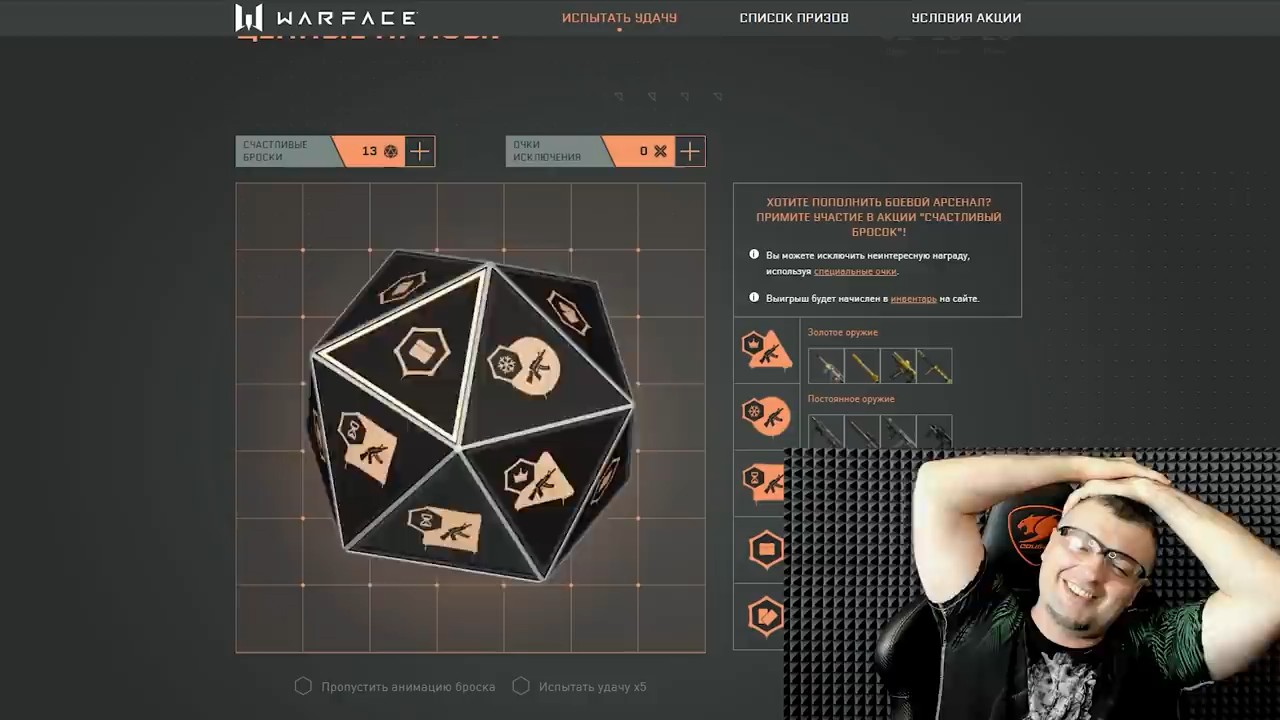 WARFACE
ИСПЫТАТЬ УДАЧУ
СПИСОК ПРИЗОВ
УСЛОВИЯ АКЦИИ
СЧАСТЛИВЫЕ
БРОСКИ
13
ОЧКИ
ИСКЛЮЧЕНИЯ
0
ХОТИТЕ ПОПОЛНИТЬ БОЕВОЙ АРСЕНАЛ?
ПРИМИТЕ УЧАСТИЕ В АКЦИИ "СЧАСТЛИВЫЙ
БРОСОК"!
Вы можете исключить неинтересную награду,
используя специальные очки.
Выигрыш будет начислен в инвентарь на сайте.
Золотое оружие
Постоянное оружие
Пропустить анимацию броска
Испытать удачу x5